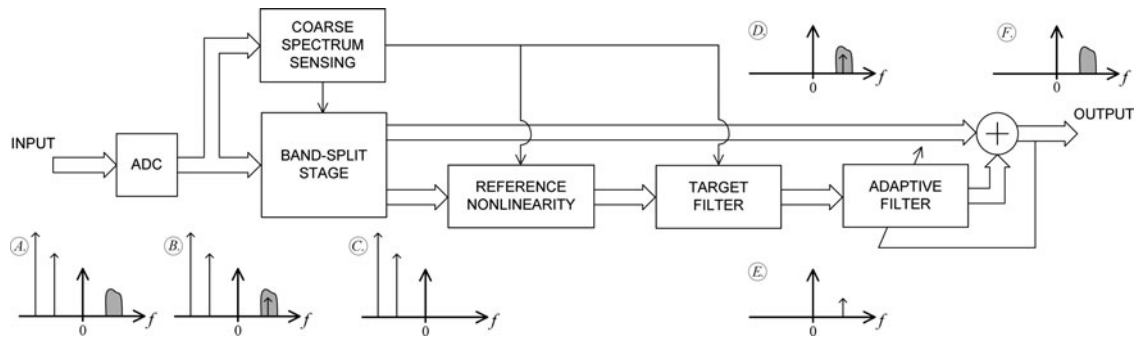 COARSE
SPECTRUM
SENSING
D.
0
f
F.
0
f
INPUT
ADC
BAND-SPLIT
STAGE
REFERENCE
NONLINEARITY
TARGET
FILTER
ADAPTIVE
FILTER
+
OUTPUT
A.
0
f
B.
0
f
C.
0
f
E.
0
f